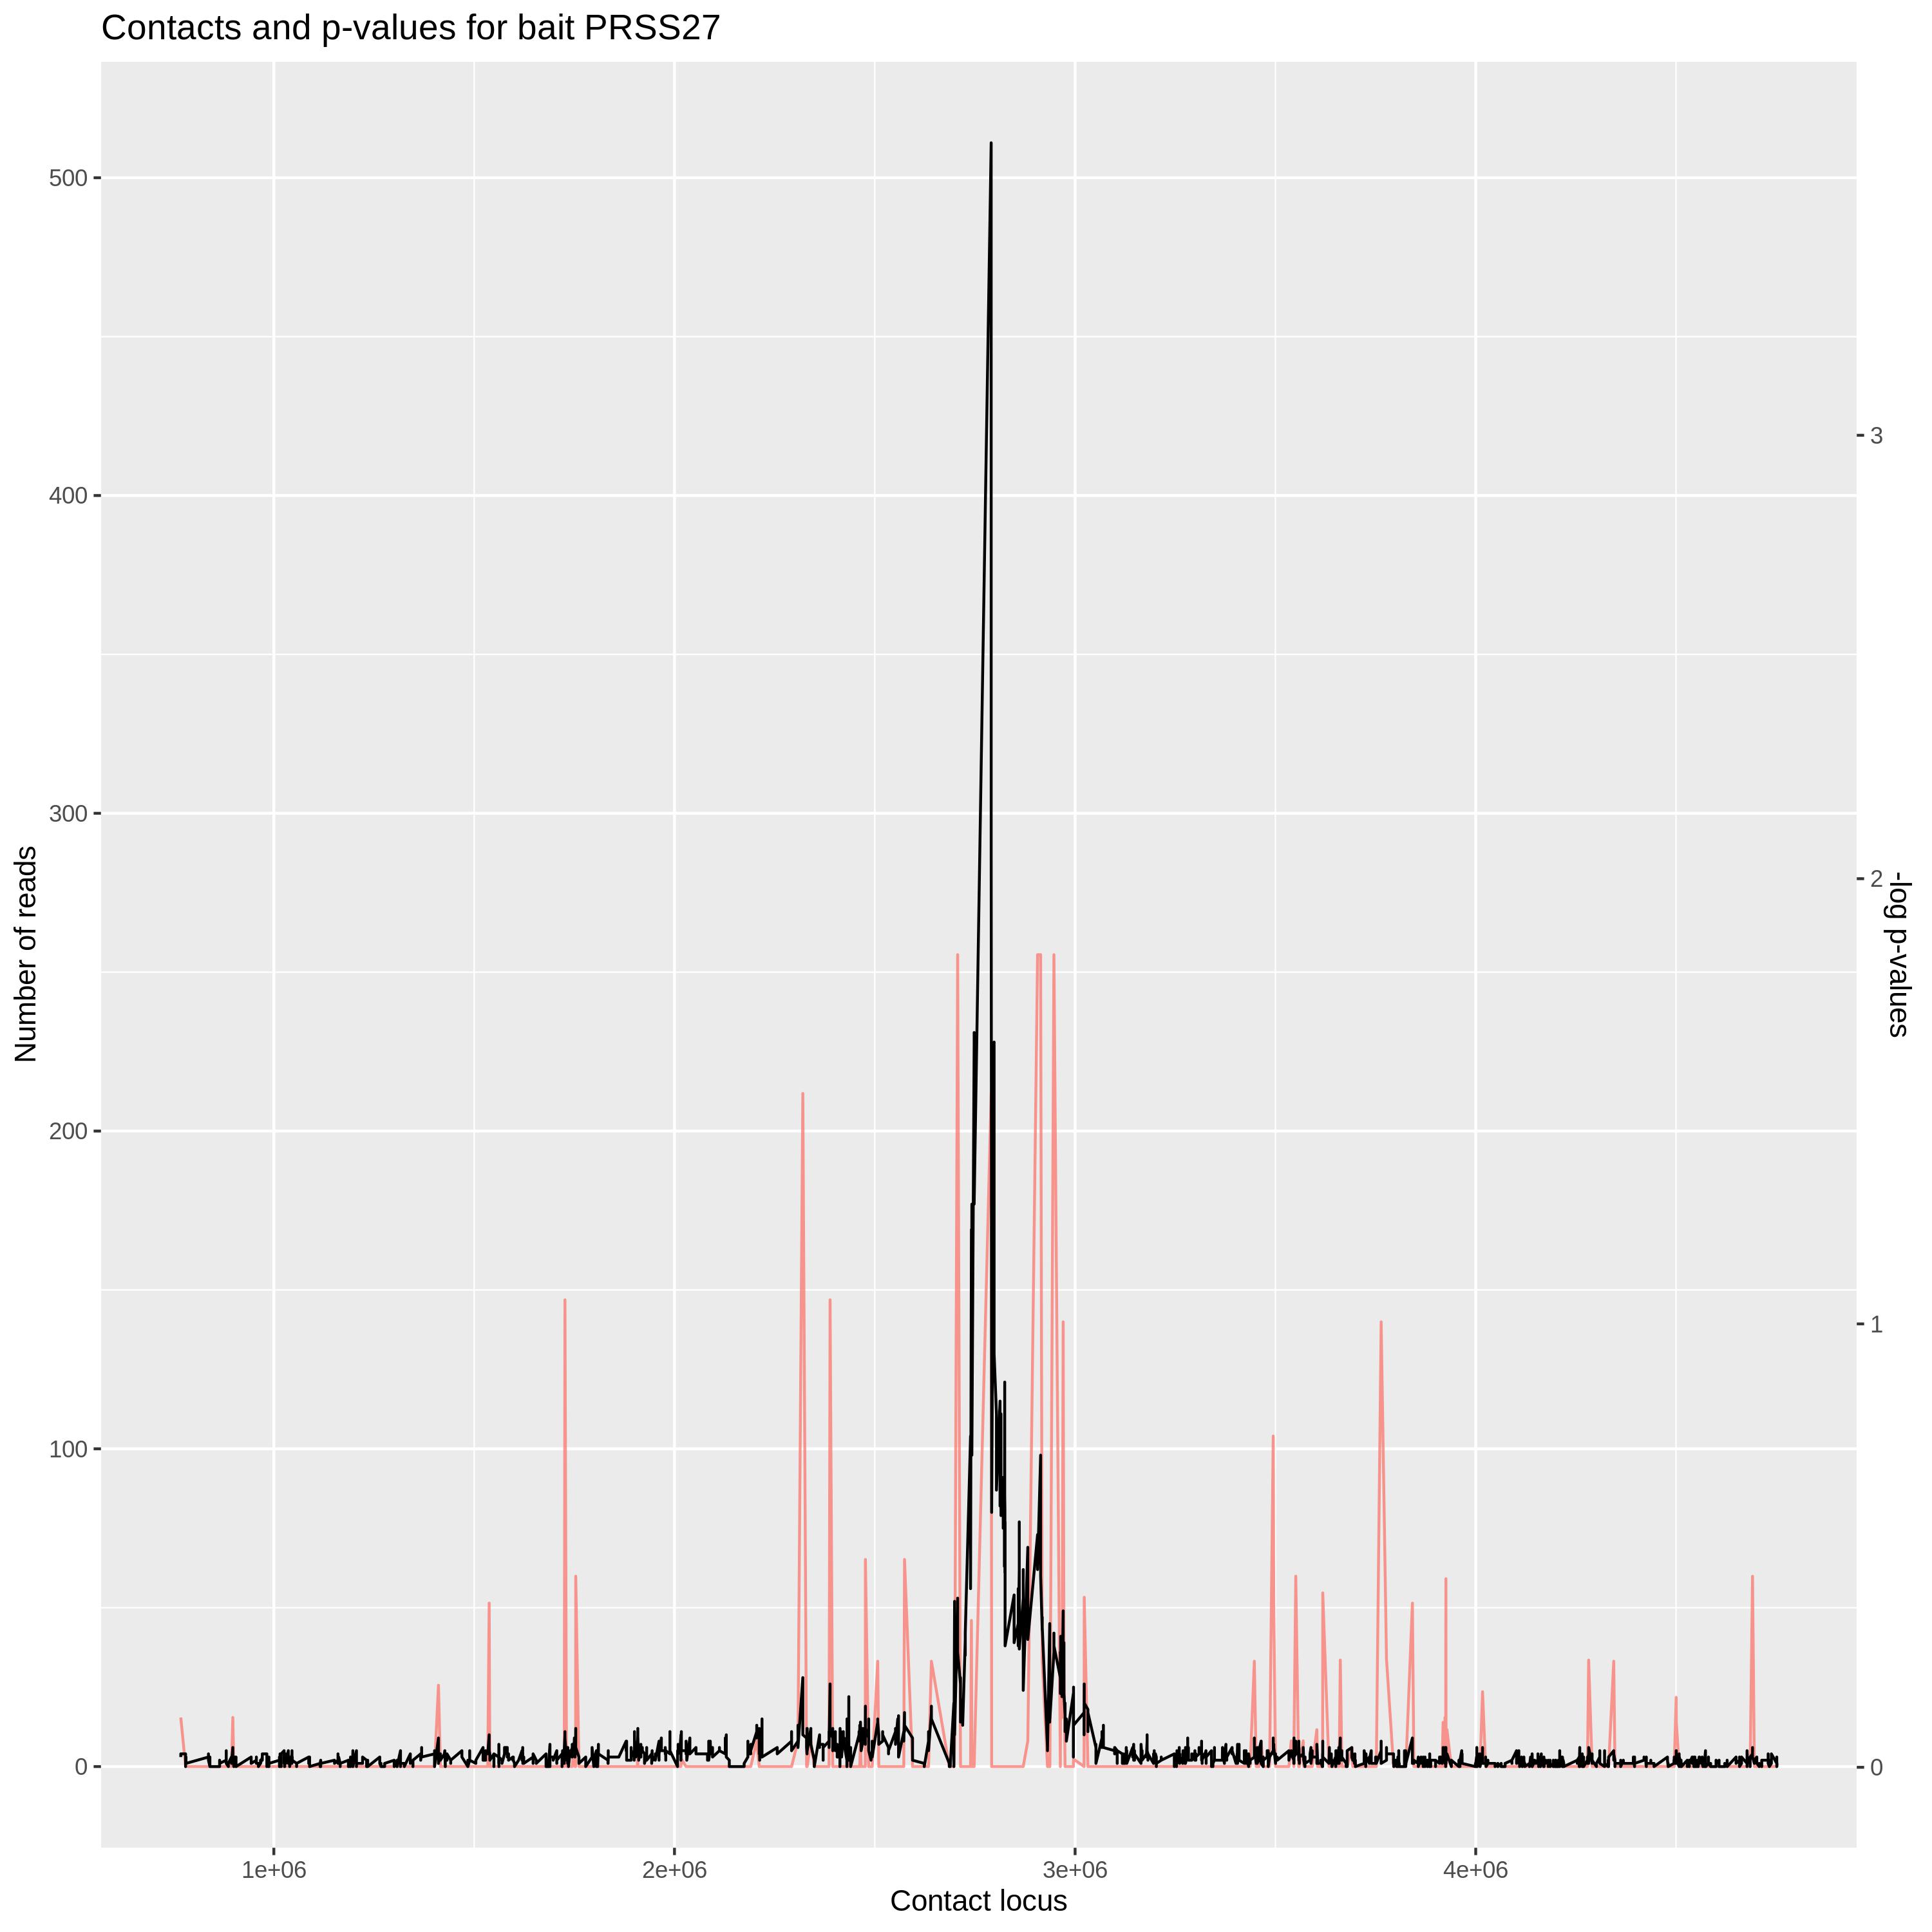 Contacts and p-values for bait PRSS27
500
400
300
200
100
0
Number of reads
3
2
1
0
-log p-values
1e+06
2e+06
3e+06
4e+06
Contact locus